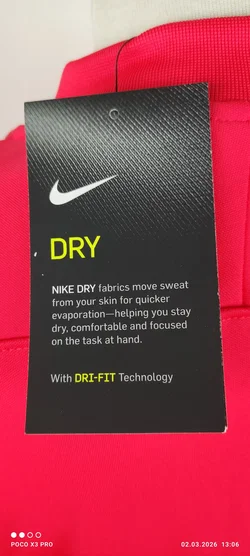 DRY
NIKE DRY fabrics move sweat
from your skin for quicker
evaporation—helping you stay
dry, comfortable and focused
on the task at hand.
With DRI-FIT Technology
POCO X3 PRO
02.03.2026 13:06